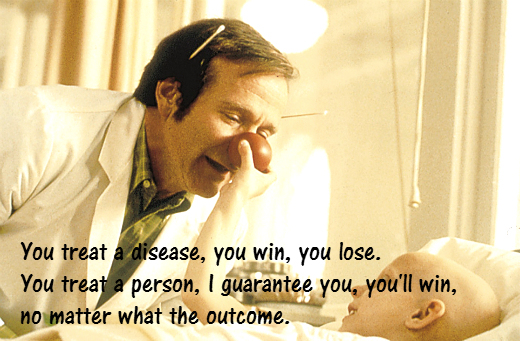 You treat a disease, you win, you lose.
You treat a person, I guarantee you, you'll win,
no matter what the outcome.